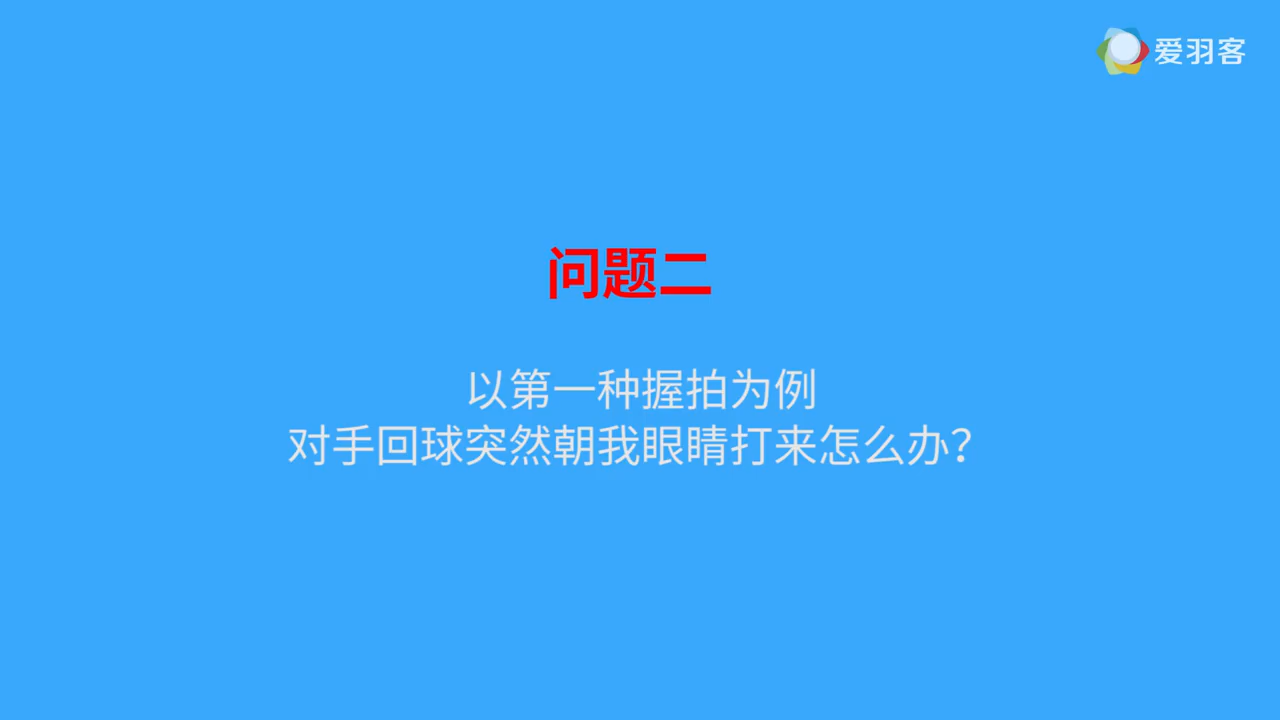 爱羽客
问题二
以第一种握拍为例
对手回球突然朝我眼睛打来怎么办？